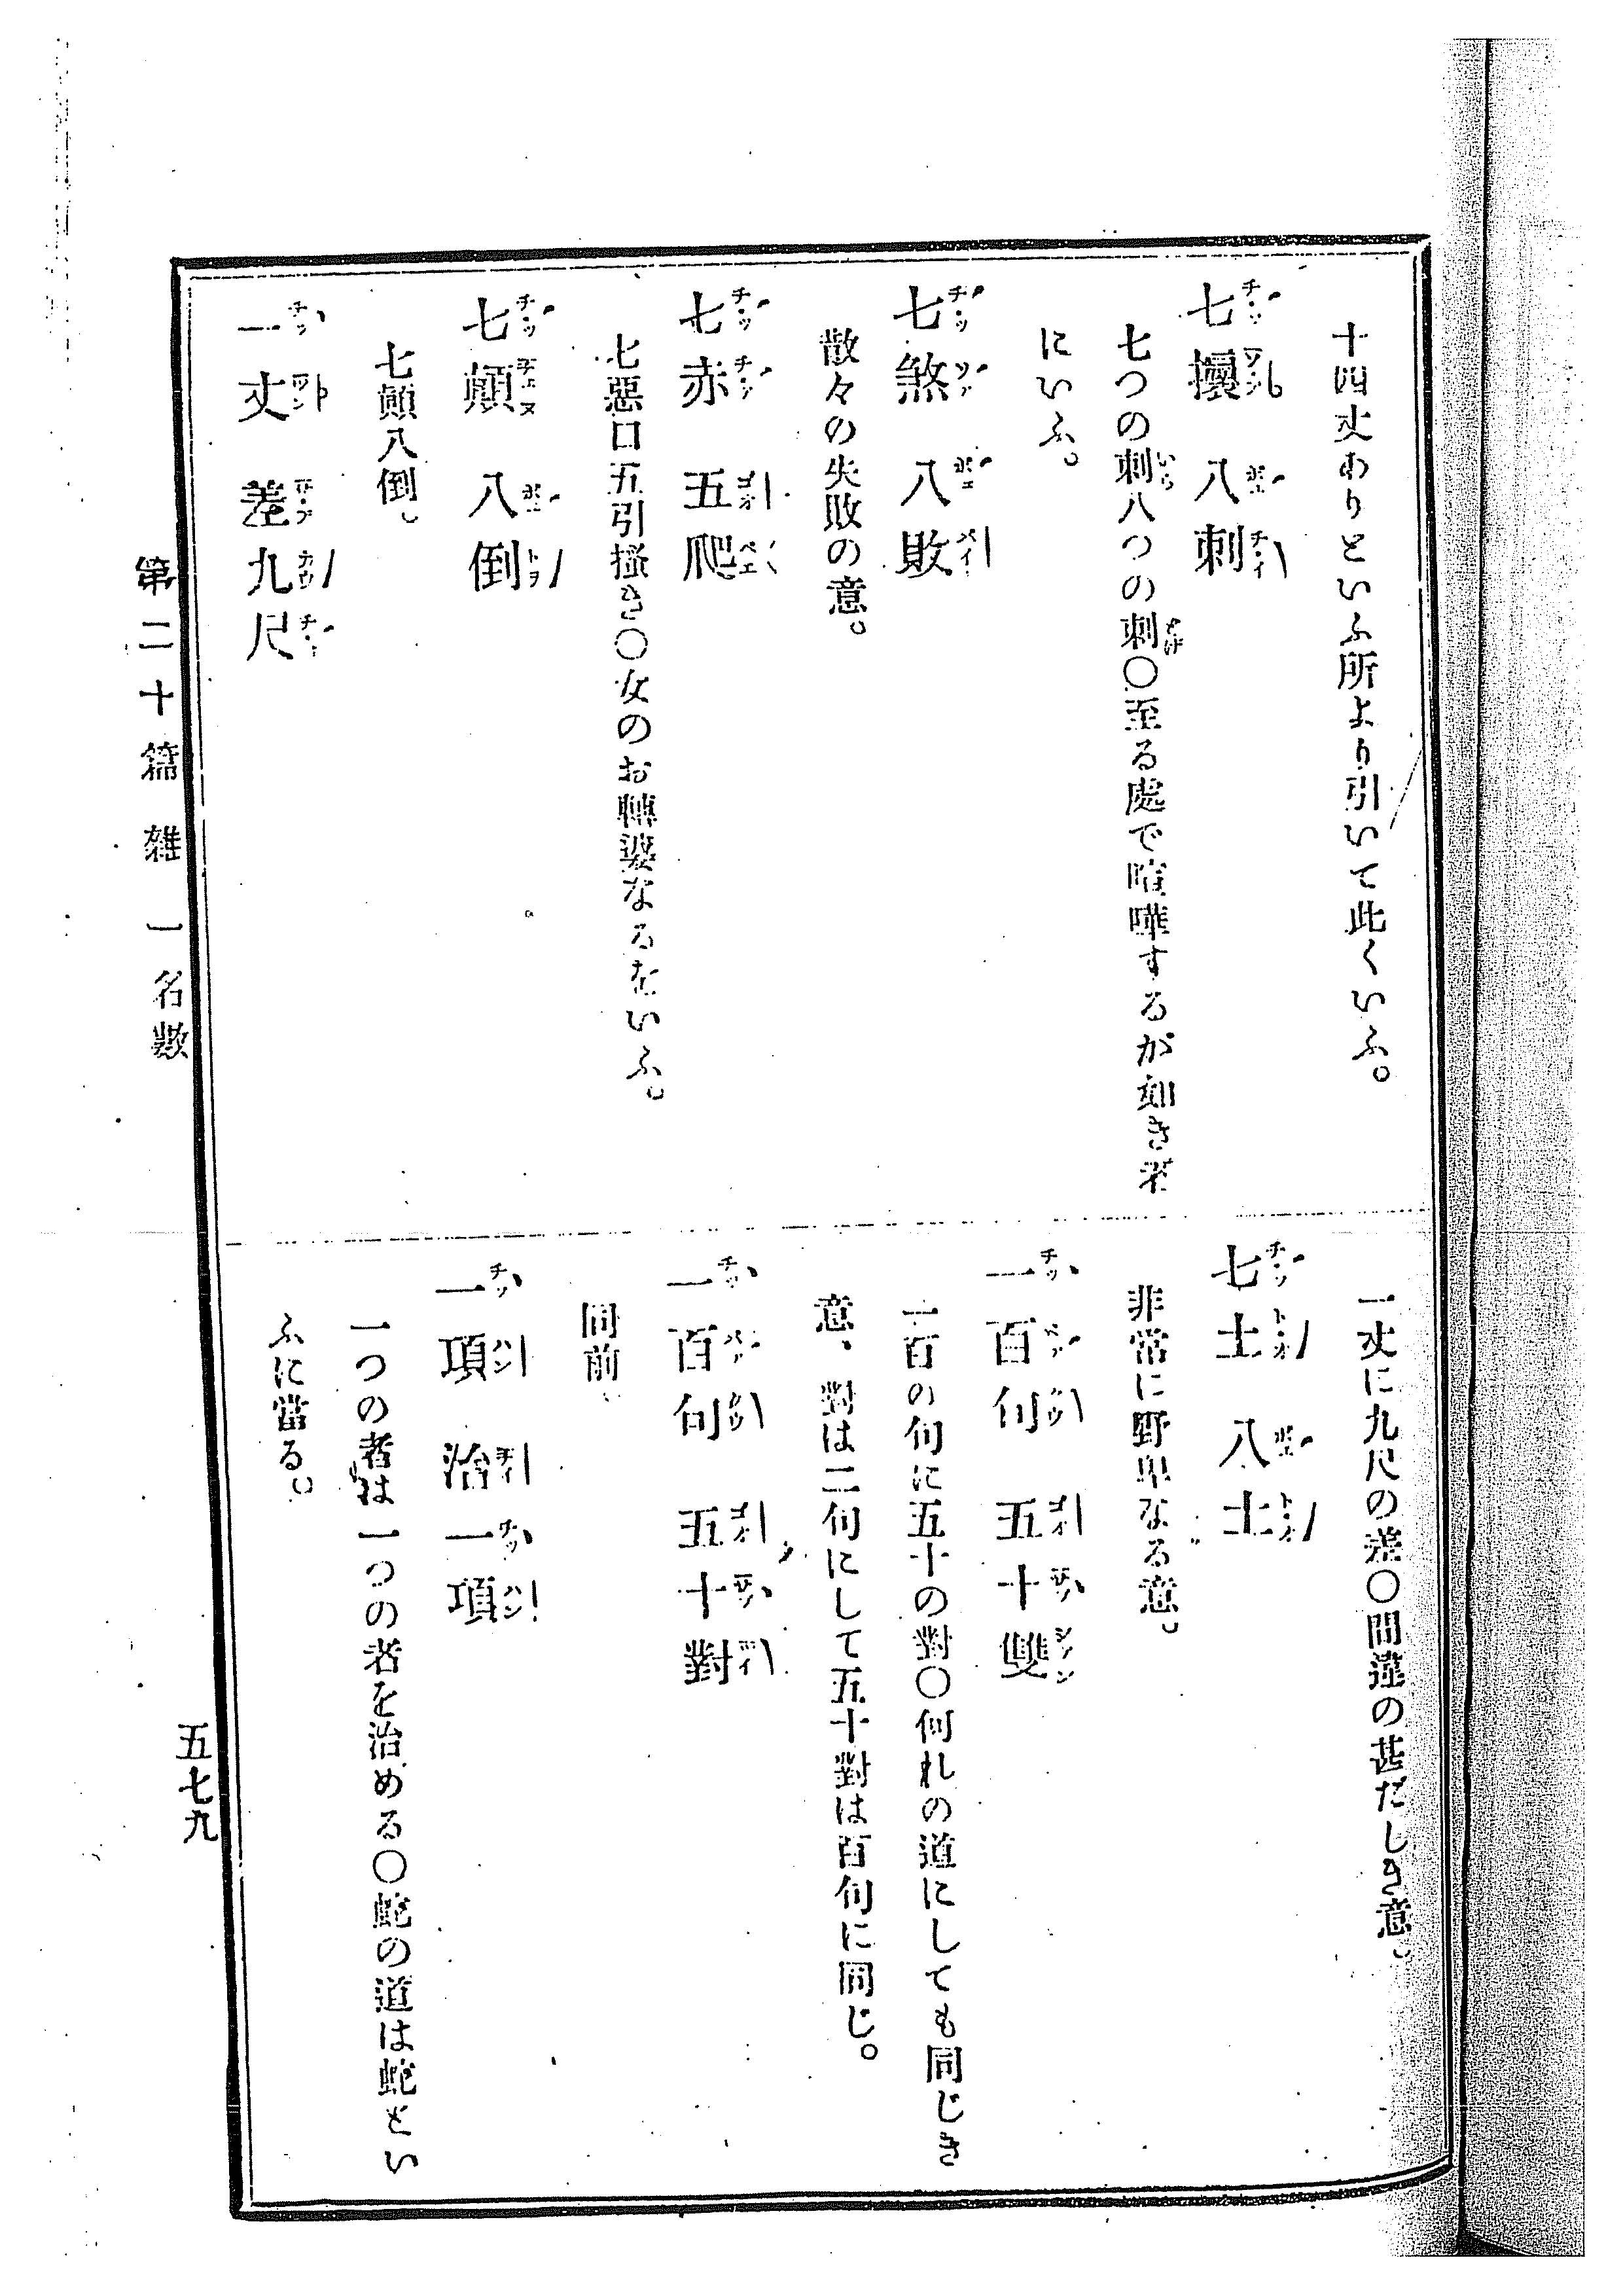 十四丈ありといふ所より引いて此くいふ。
七攘 八刺
七つの刺八つの刺〇至る處で喧嘩するが如き者
にいふ。
七煞 八敗
散々の失敗の意。
七赤 五爬
七惡口五引搔き〇女のお轉婆なるをいふ。
七顚 八倒
七顚八倒。
一丈 差九尺
一丈に九尺の差〇間違の甚だしき意。
七土 八土
非常に野卑なる意。
一百句 五十雙
一百の句に五十の對〇何れの道にしても同じき
意、對は二句にして五十對は百句に同じ。
一百句 五十對
同前。
一項 治一項
一つの者は一つの者を治める〇蛇の道は蛇とい
ふに當る。
第二十篇 雜 一名數
五七九